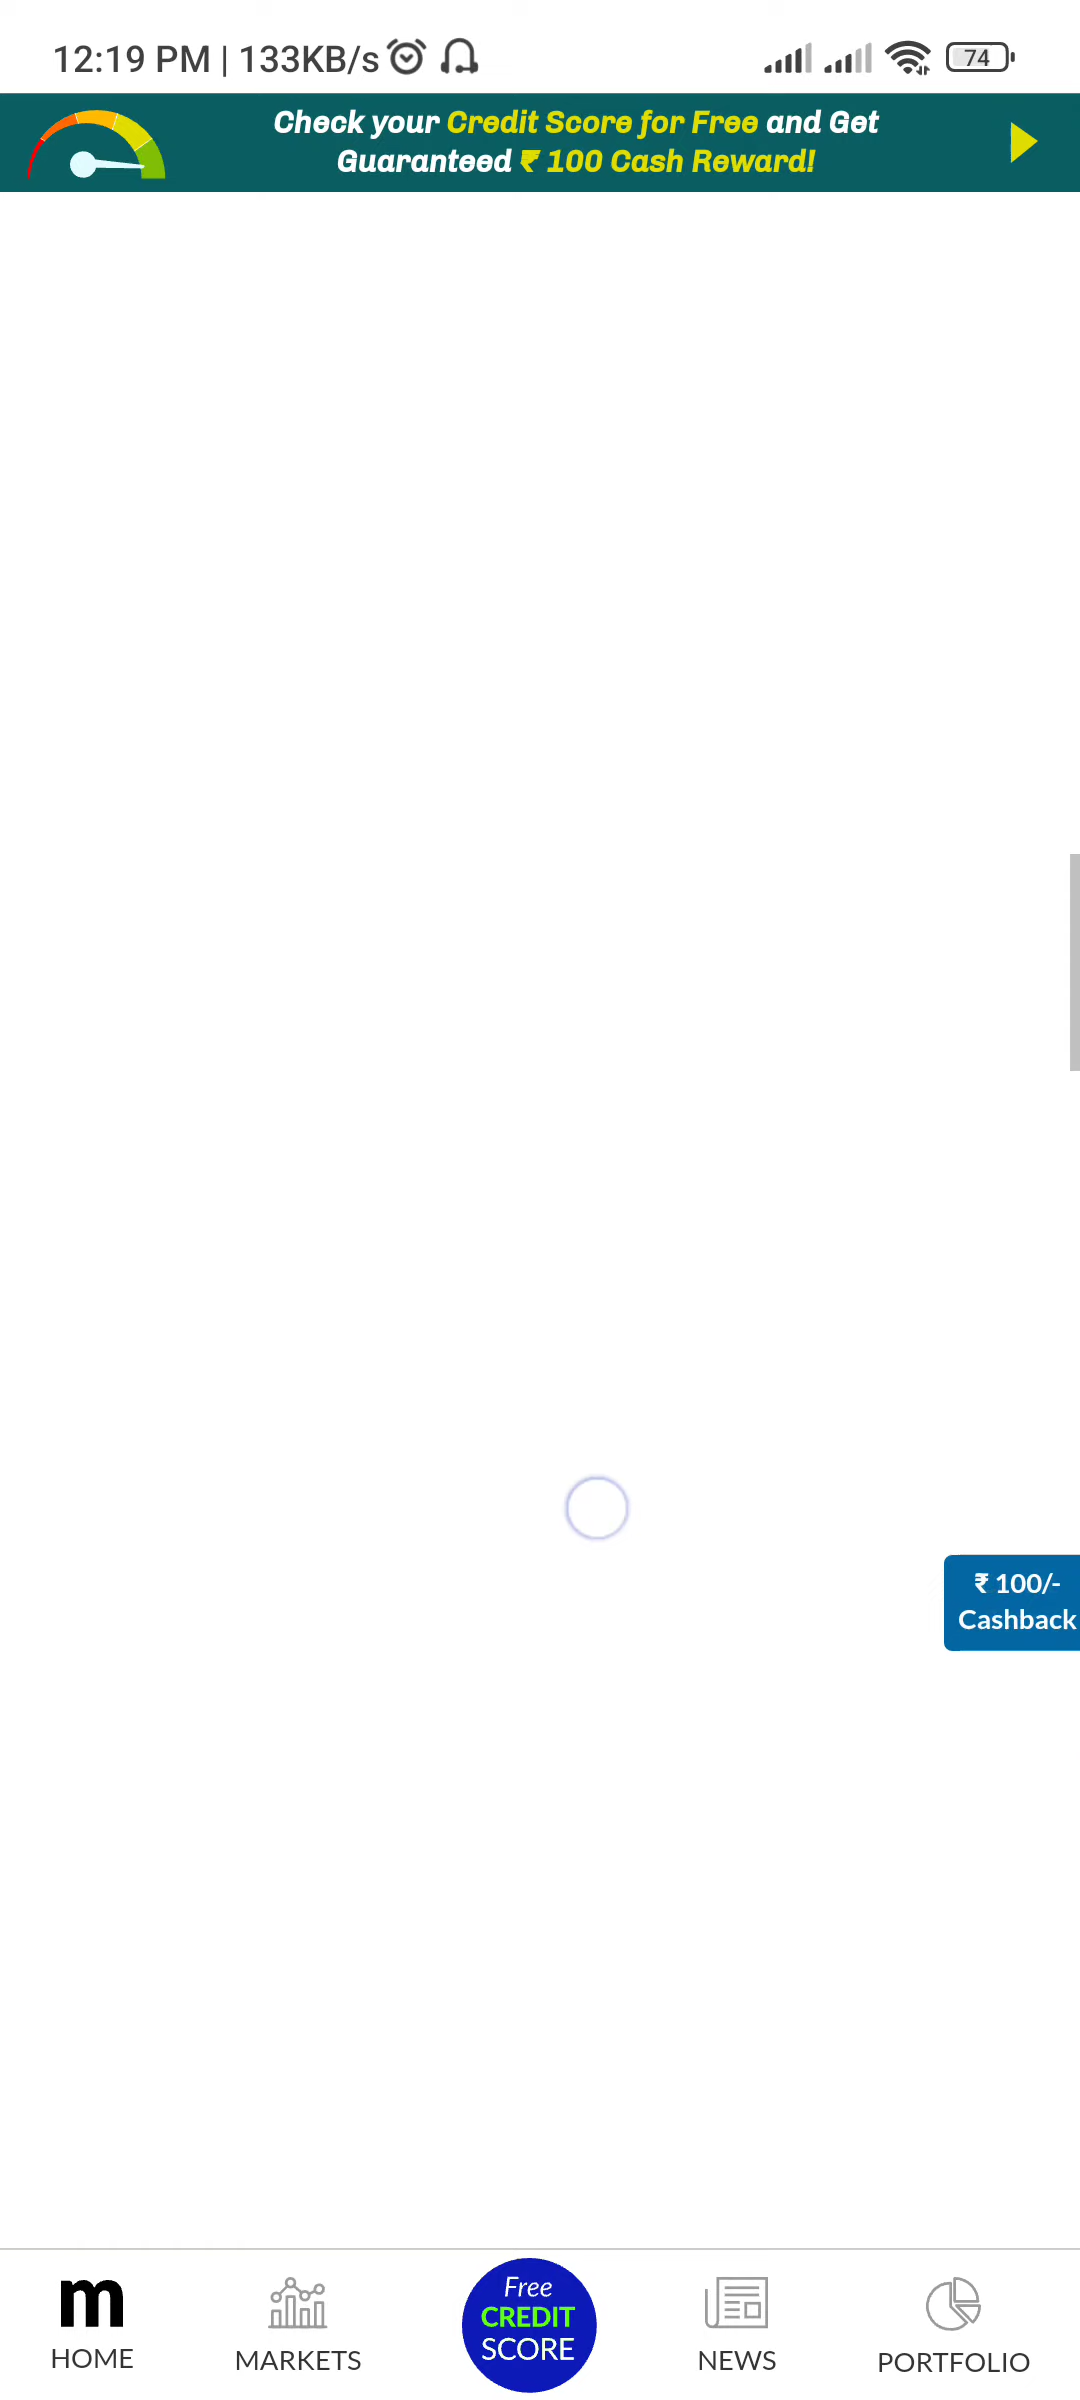 12:19 PM | 133KB/s
74
Check your Credit Score for Free and Get
Guaranteed ₹ 100 Cash Reward!
₹ 100/-
Cashback
m
HOME
MARKETS
Free
CREDIT
SCORE
NEWS
PORTFOLIO